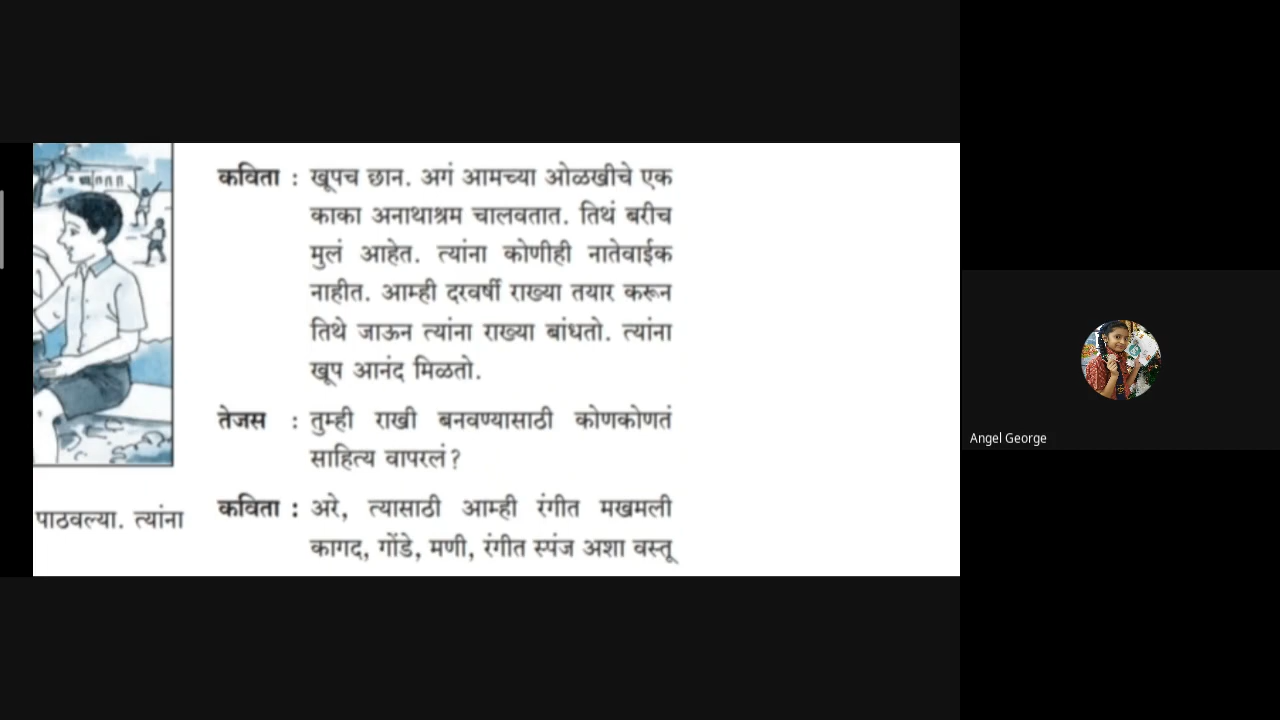 कविता : खूपच छान. अगं आमच्या ओळखीचे एक
काका अनाथाश्रम चालवतात. तिथं बरीच
मुलं आहेत. त्यांना कोणीही नातेवाईक
नाहीत. आम्ही दरवर्षी राख्या तयार करून
तिथे जाऊन त्यांना राख्या बांधतो. त्यांना
खूप आनंद मिळतो.
तेजस : तुम्ही राखी बनवण्यासाठी कोणकोणतं
साहित्य वापरलं?
पाठवल्या. त्यांना
कविता : अरे, त्यासाठी आम्ही रंगीत मखमली
कागद, गोंडे, मणी, रंगीत स्पंज अशा वस्तू
Angel George